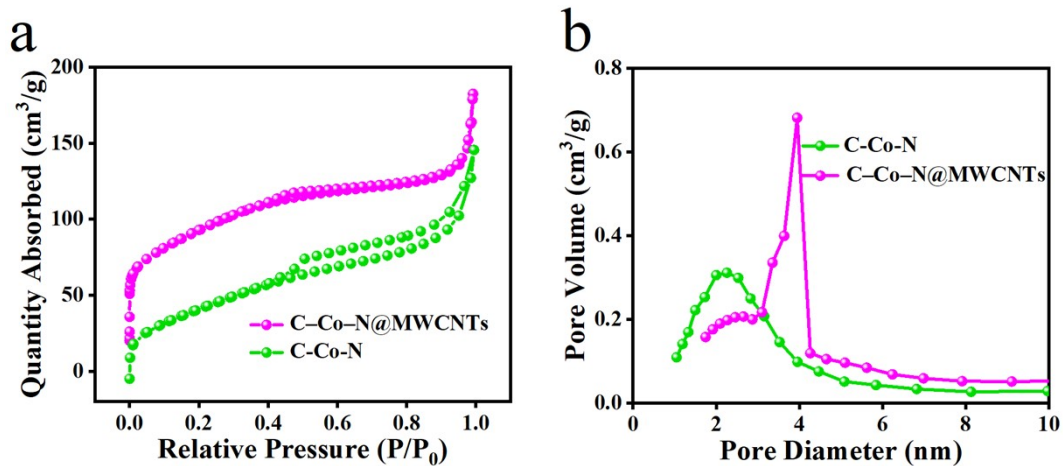 a
Quantity Absorbed (cm³/g)
200
150
100
50
0
C–Co–N@MWCNTs
C-Co-N
0.0 0.2 0.4 0.6 0.8 1.0
Relative Pressure (P/P₀)
b
Pore Volume (cm³/g)
0.8
0.6
0.4
0.2
0.0
C-Co-N
C–Co–N@MWCNTs
0 2 4 6 8 10
Pore Diameter (nm)